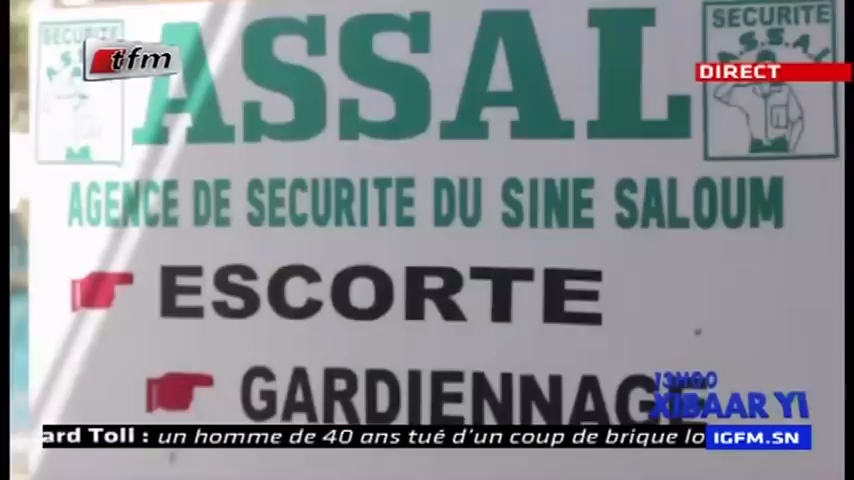 SECURITE
A.S.S.A.L
tfm
ASSAL
SECURITE
A.S.S.A.L
DIRECT
AGENCE DE SECURITE DU SINE SALOUM
ESCORTE
GARDIENNAGE
13H00
XIBAAR YI
ard Toll : un homme de 40 ans tué d'un coup de brique lo
IGFM.SN